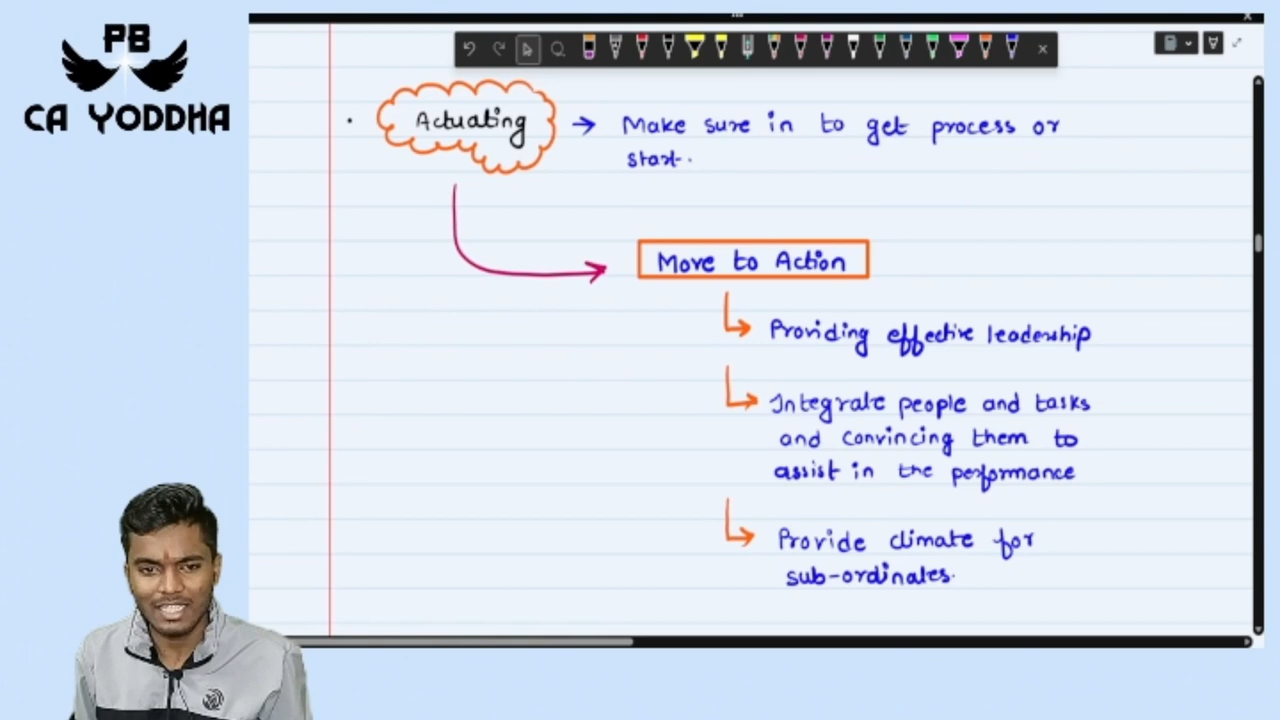 PB
CA YODDHA
Actuating → Make sure in to get process or
start.
Move to Action
Providing effective leadership
Integrate people and tasks
and convincing them to
assist in the performance
Provide climate for
sub-ordinates.